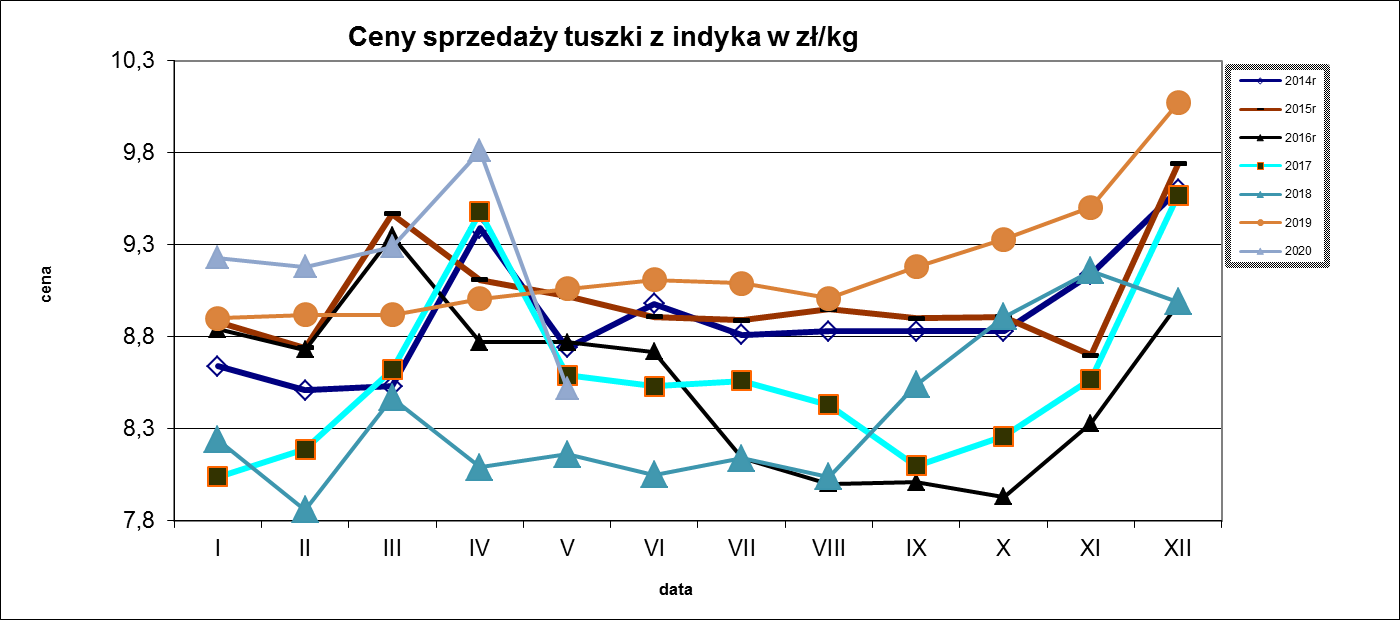 Ceny sprzedaży tuszki z indyka w zł/kg
10,3
9,8
9,3
8,8
8,3
7,8
cena
I II III IV V VI VII VIII IX X XI XII
data
2014r
2015r
2016r
2017
2018
2019
2020